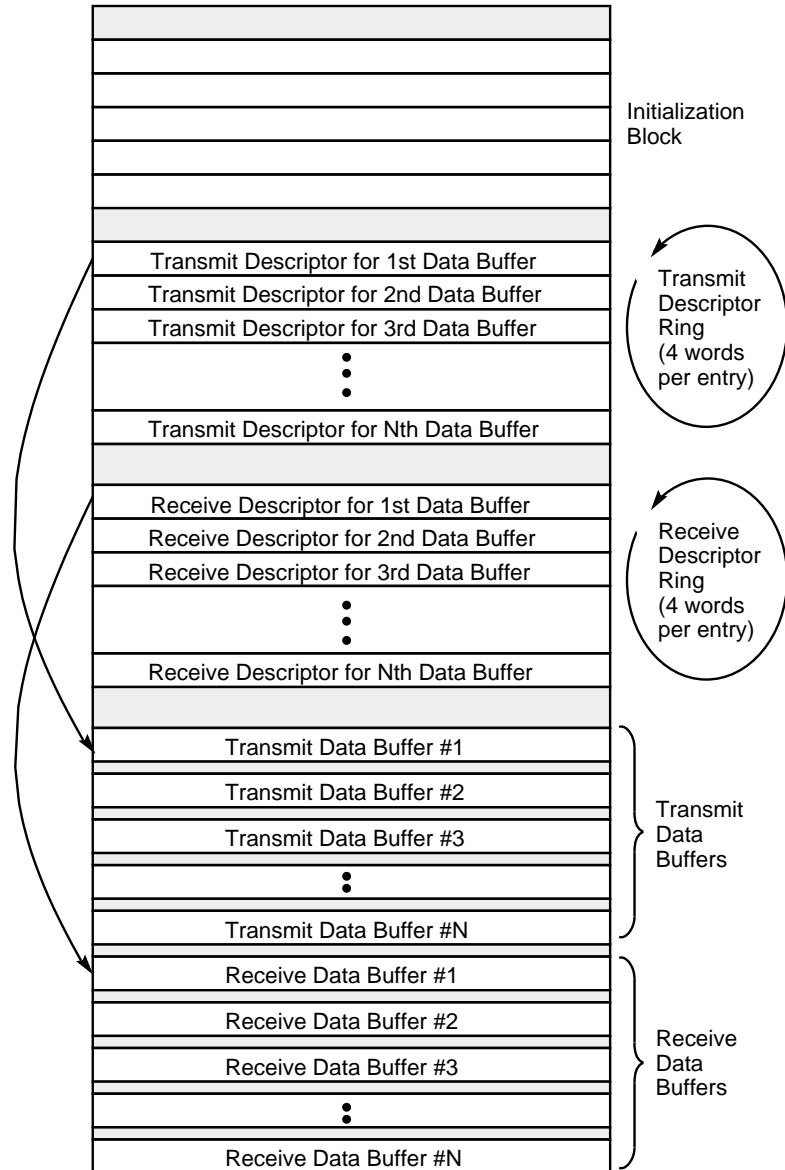 Initialization
Block
Transmit Descriptor for 1st Data Buffer
Transmit Descriptor for 2nd Data Buffer
Transmit Descriptor for 3rd Data Buffer
Transmit Descriptor for Nth Data Buffer
Transmit
Descriptor
Ring
(4 words
per entry)
Receive Descriptor for 1st Data Buffer
Receive Descriptor for 2nd Data Buffer
Receive Descriptor for 3rd Data Buffer
Receive Descriptor for Nth Data Buffer
Receive
Descriptor
Ring
(4 words
per entry)
Transmit Data Buffer #1
Transmit Data Buffer #2
Transmit Data Buffer #3
Transmit Data Buffer #N
Transmit
Data
Buffers
Receive Data Buffer #1
Receive Data Buffer #2
Receive Data Buffer #3
Receive Data Buffer #N
Receive
Data
Buffers